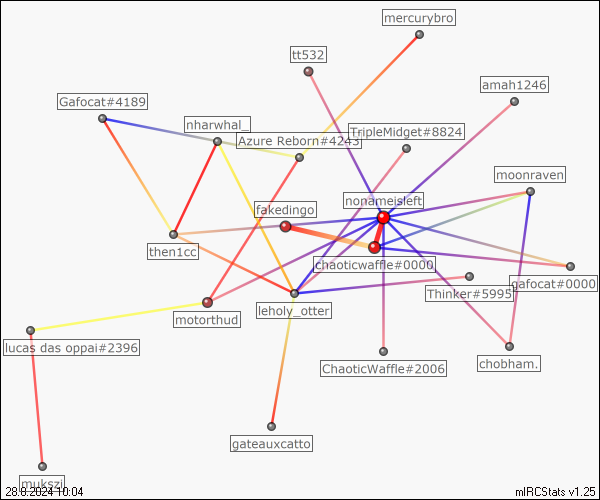 mercurybro
tt532
amah1246
Gafocat#4189
nharwhal_
TripleMidget#8824
Azure Reborn#4243
moonraven
nonameisleft
fakedingo
then1cc
chaoticwaffle#0000
gafocat#0000
Thinker#5995
leholy_otter
motorthud
lucas das oppai#2396
chobham.
ChaoticWaffle#2006
gateauxcatto
mukszi
28.6.2024 10:04
mIRCStats v1.25